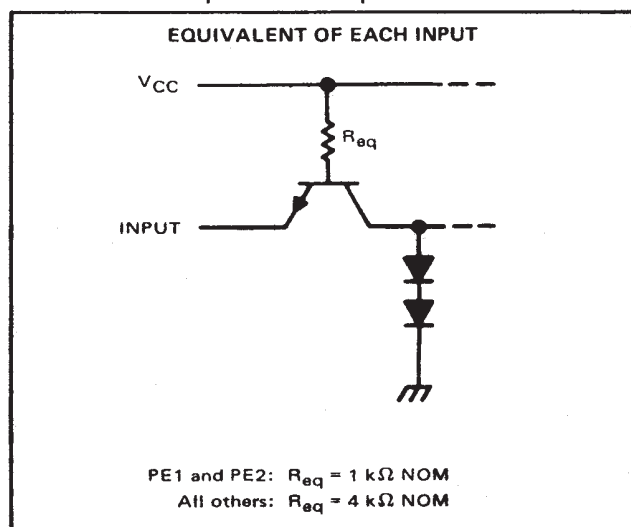 EQUIVALENT OF EACH INPUT
VCC
Req
INPUT
PE1 and PE2: Req = 1 kΩ NOM
All others: Req = 4 kΩ NOM